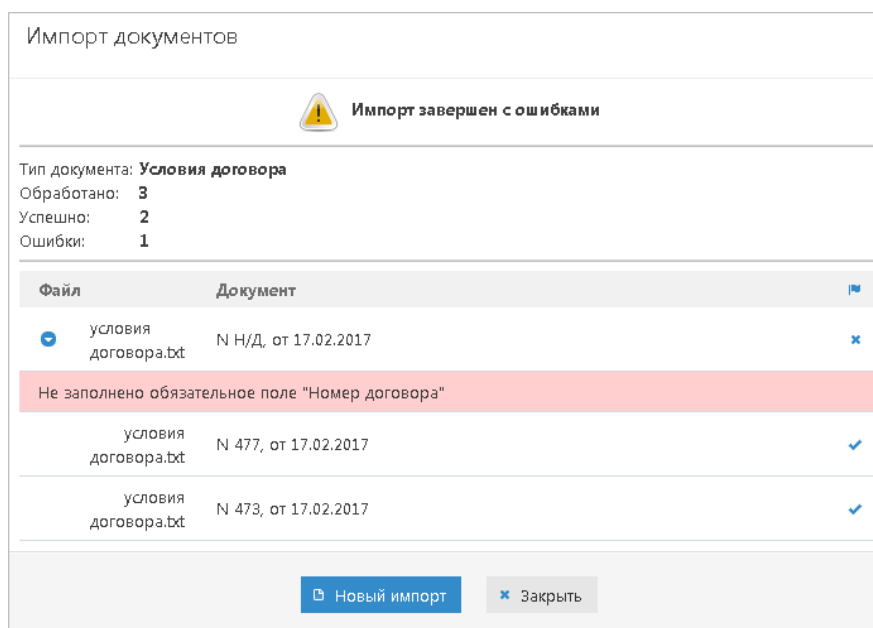 Импорт документов
Импорт завершен с ошибками
Тип документа: Условия договора
Обработано: 3
Успешно: 2
Ошибки: 1
Файл Документ
условия
договора.txt
N Н/Д, от 17.02.2017
Не заполнено обязательное поле "Номер договора"
условия
договора.txt
N 477, от 17.02.2017
условия
договора.txt
N 473, от 17.02.2017
Новый импорт Закрыть